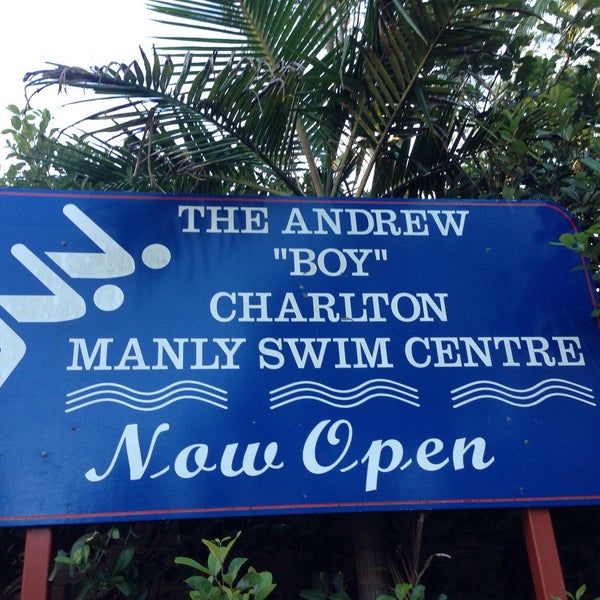 THE ANDREW
"BOY"
CHARLTON
MANLY SWIM CENTRE
Now Open